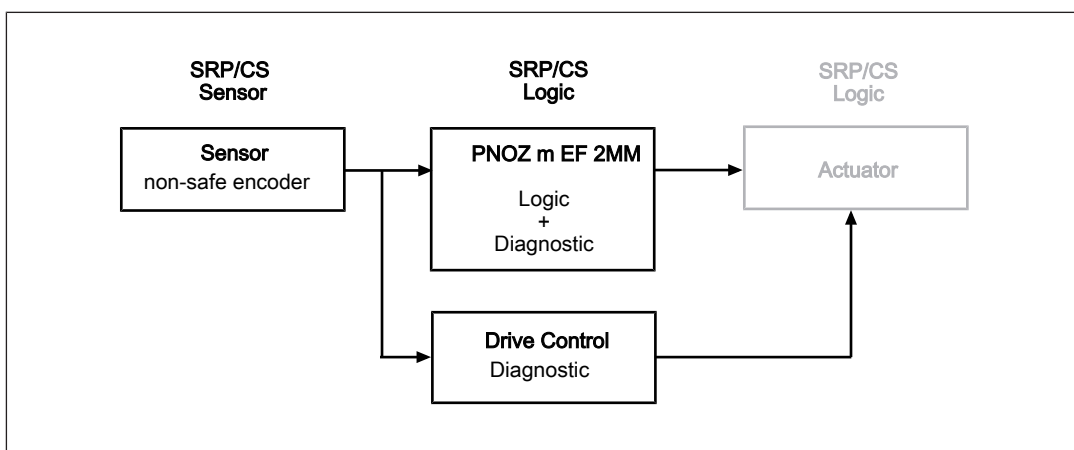 SRP/CS
Sensor
SRP/CS
Logic
SRP/CS
Logic
Sensor
non-safe encoder
PNOZ m EF 2MM
Logic
+
Diagnostic
Actuator
Drive Control
Diagnostic